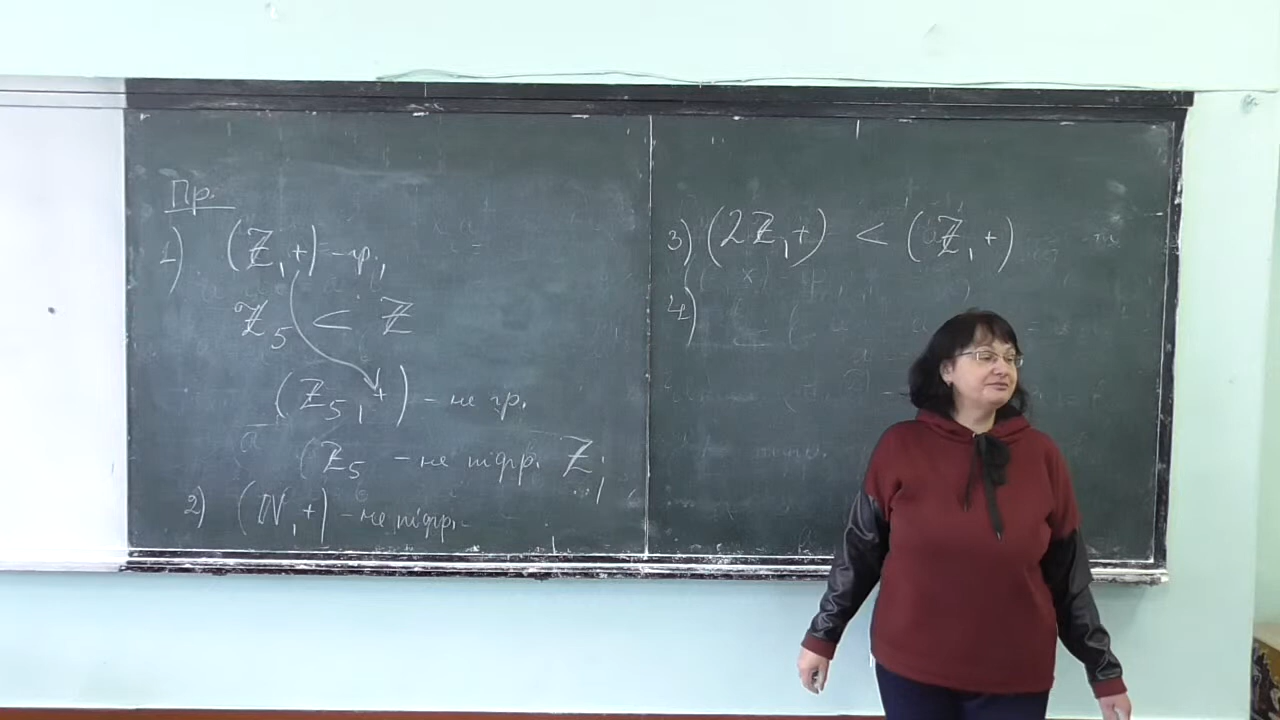 Пр.
1) (ℤ, +) – гр.,
ℤ₅ < ℤ
(ℤ₅, +) – не гр.
(ℤ₅ – не підгр. ℤ
2) (ℕ, +) – не підгр.
3) (2ℤ, +) < (ℤ, +)
4)